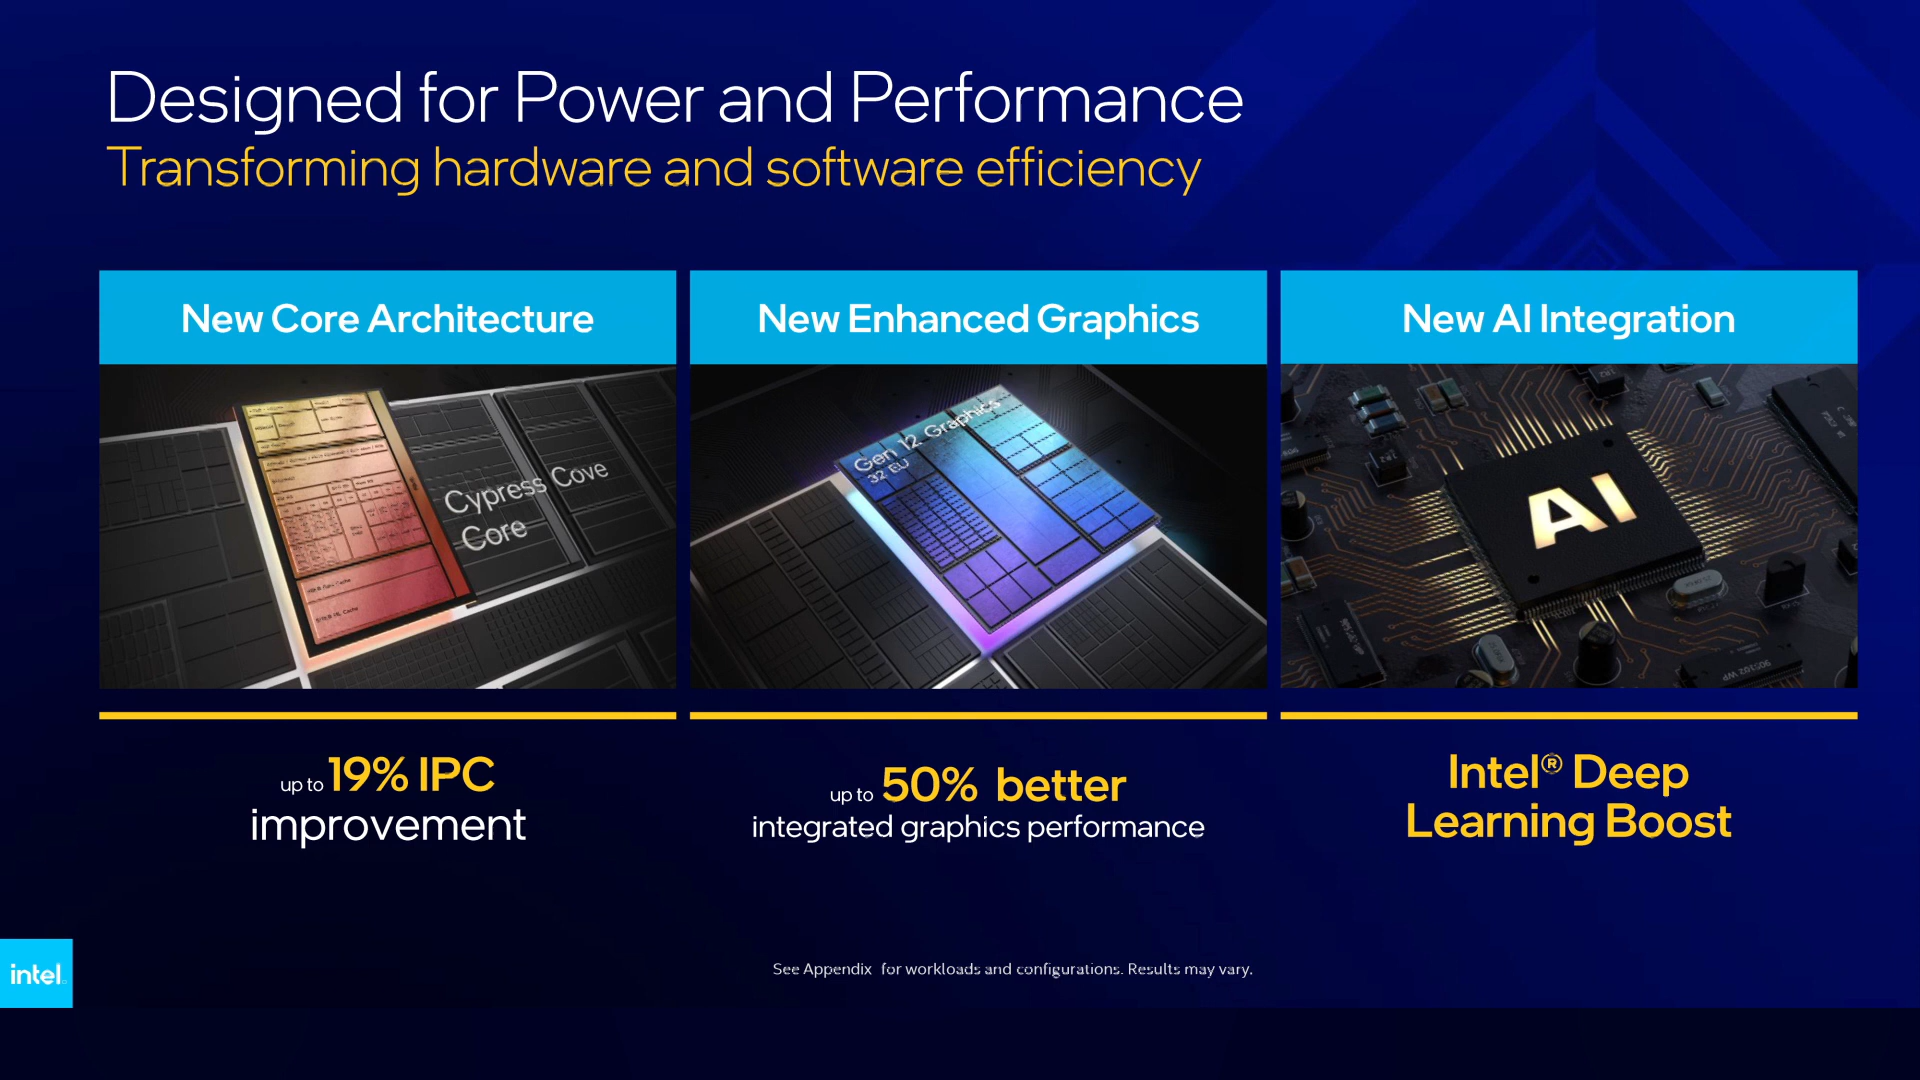 Designed for Power and Performance
Transforming hardware and software efficiency
New Core Architecture
New Enhanced Graphics
New AI Integration
Cypress Cove
Core
Gen 12 Graphics
32 EU
AI
up to 19% IPC
improvement
up to 50% better
integrated graphics performance
Intel® Deep
Learning Boost
intel
See Appendix for workloads and configurations. Results may vary.